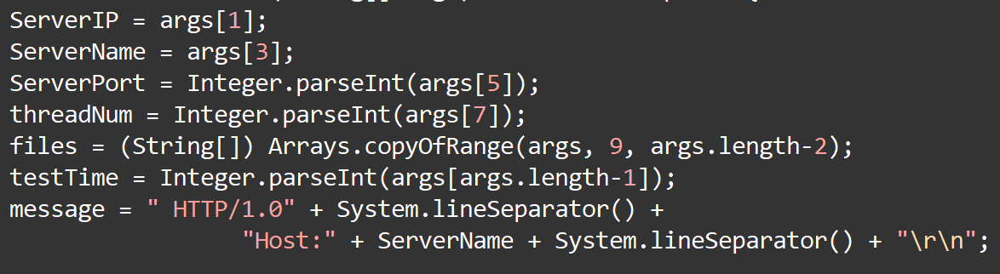 ServerIP = args[1];
ServerName = args[3];
ServerPort = Integer.parseInt(args[5]);
threadNum = Integer.parseInt(args[7]);
files = (String[]) Arrays.copyOfRange(args, 9, args.length-2);
testTime = Integer.parseInt(args[args.length-1]);
message = " HTTP/1.0" + System.lineSeparator() +
"Host:" + ServerName + System.lineSeparator() + "\r\n";